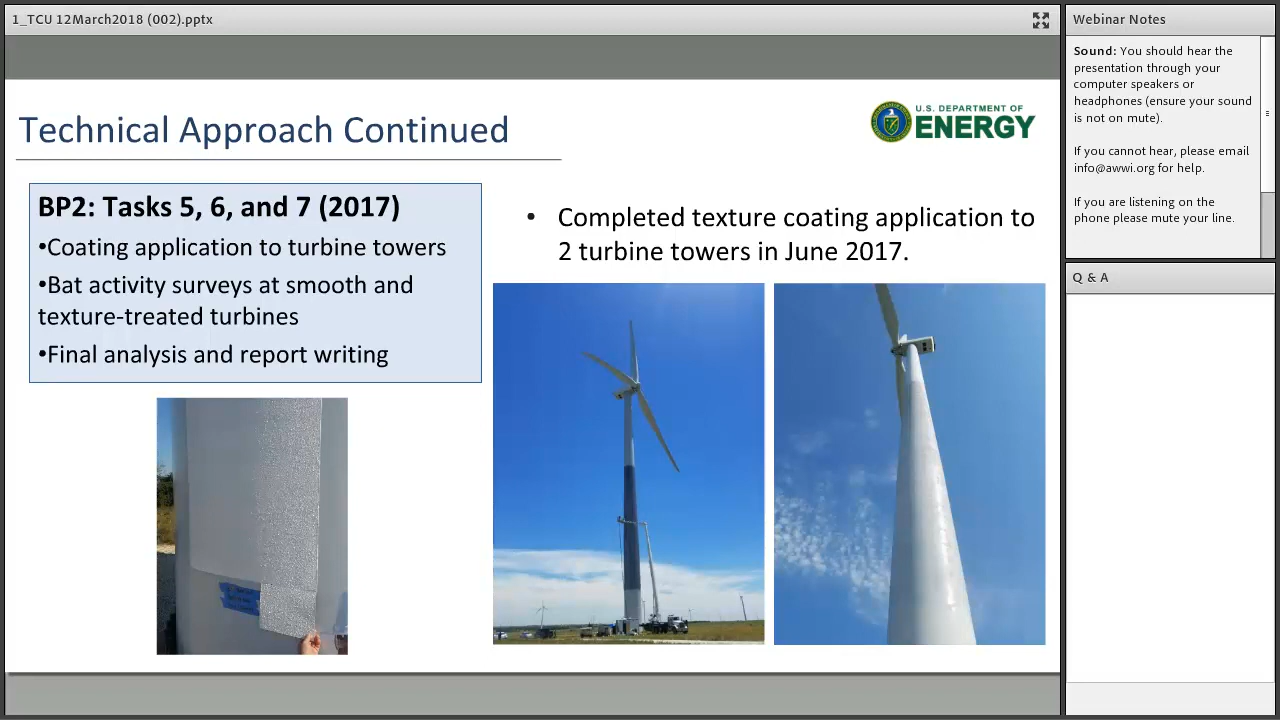 1_TCU 12March2018 (002).pptx
Technical Approach Continued
U.S. DEPARTMENT OF
ENERGY
BP2: Tasks 5, 6, and 7 (2017)
•Coating application to turbine towers
•Bat activity surveys at smooth and
texture-treated turbines
•Final analysis and report writing
• Completed texture coating application to
2 turbine towers in June 2017.
Webinar Notes
Sound: You should hear the
presentation through your
computer speakers or
headphones (ensure your sound
is not on mute).
If you cannot hear, please email
info@awwi.org for help.
If you are listening on the
phone please mute your line.
Q & A